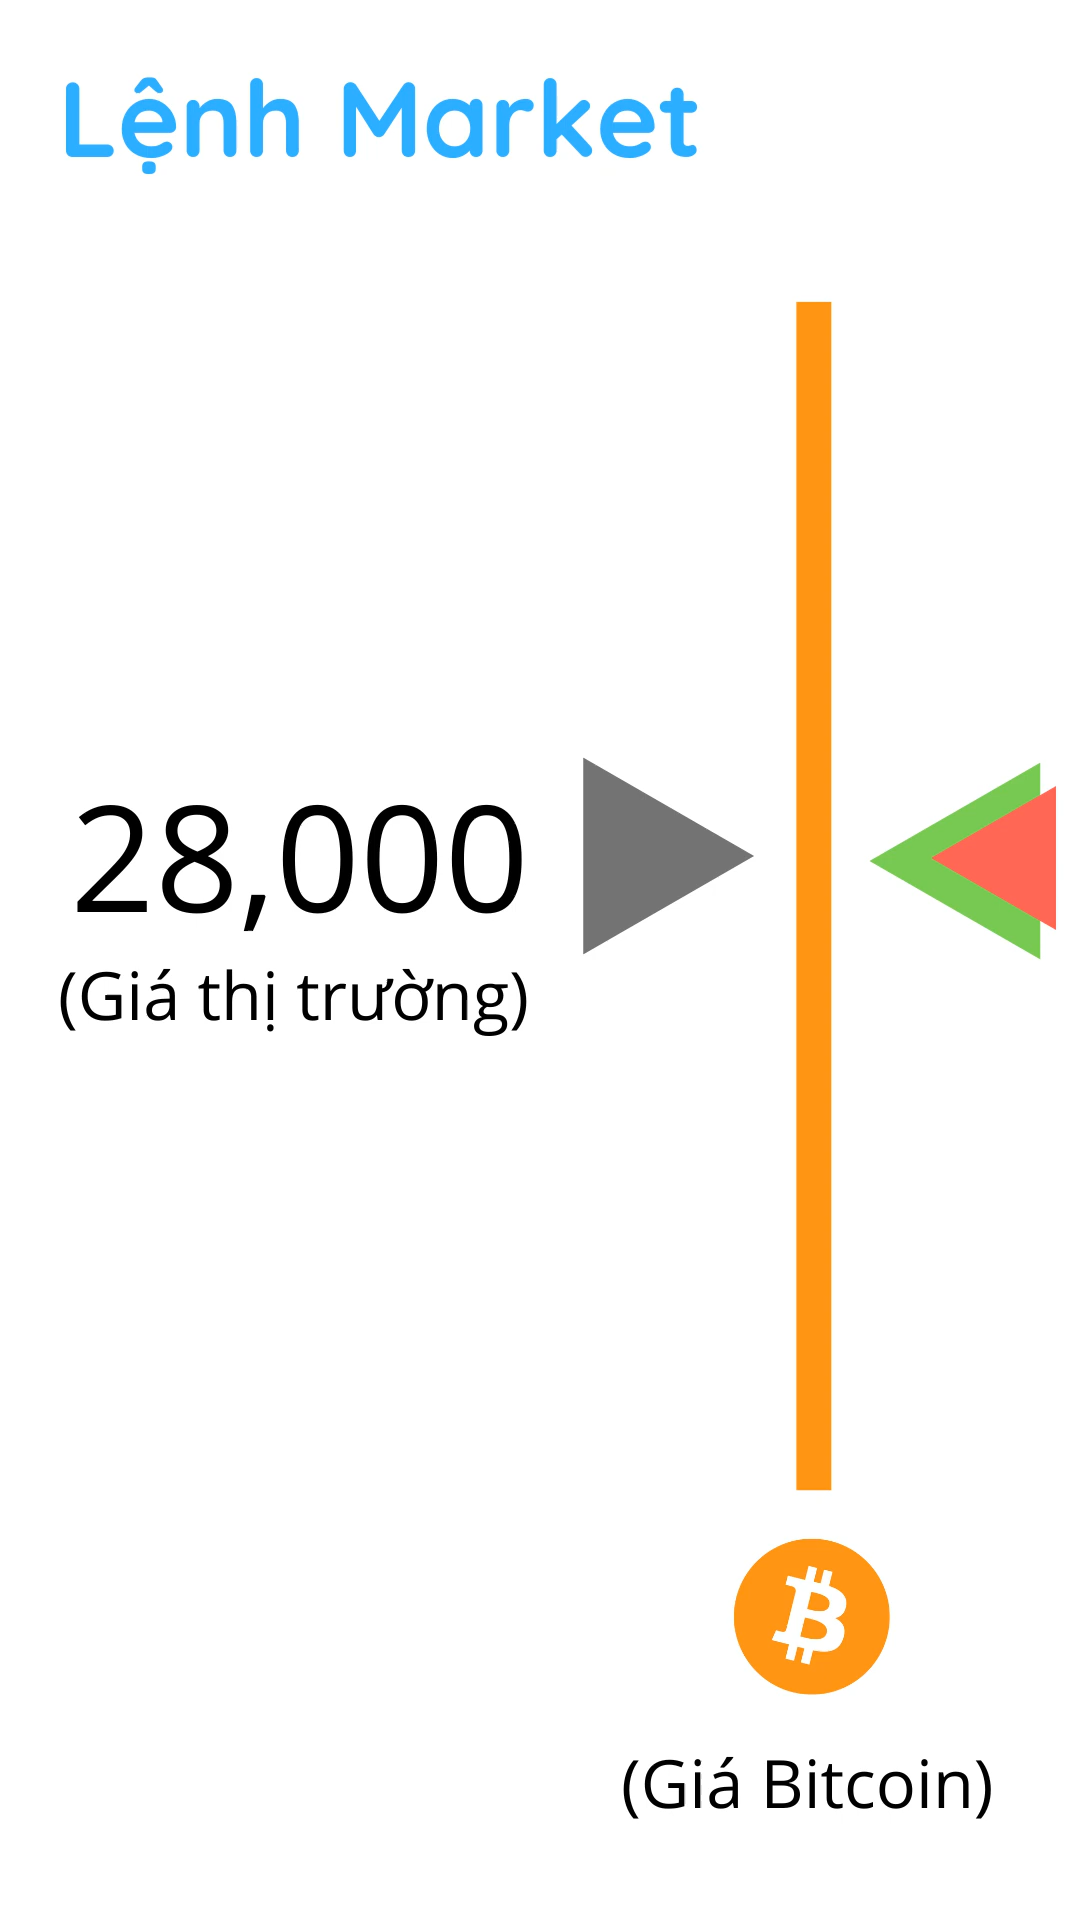 Lệnh Market
28,000
(Giá thị trường)
(Giá Bitcoin)